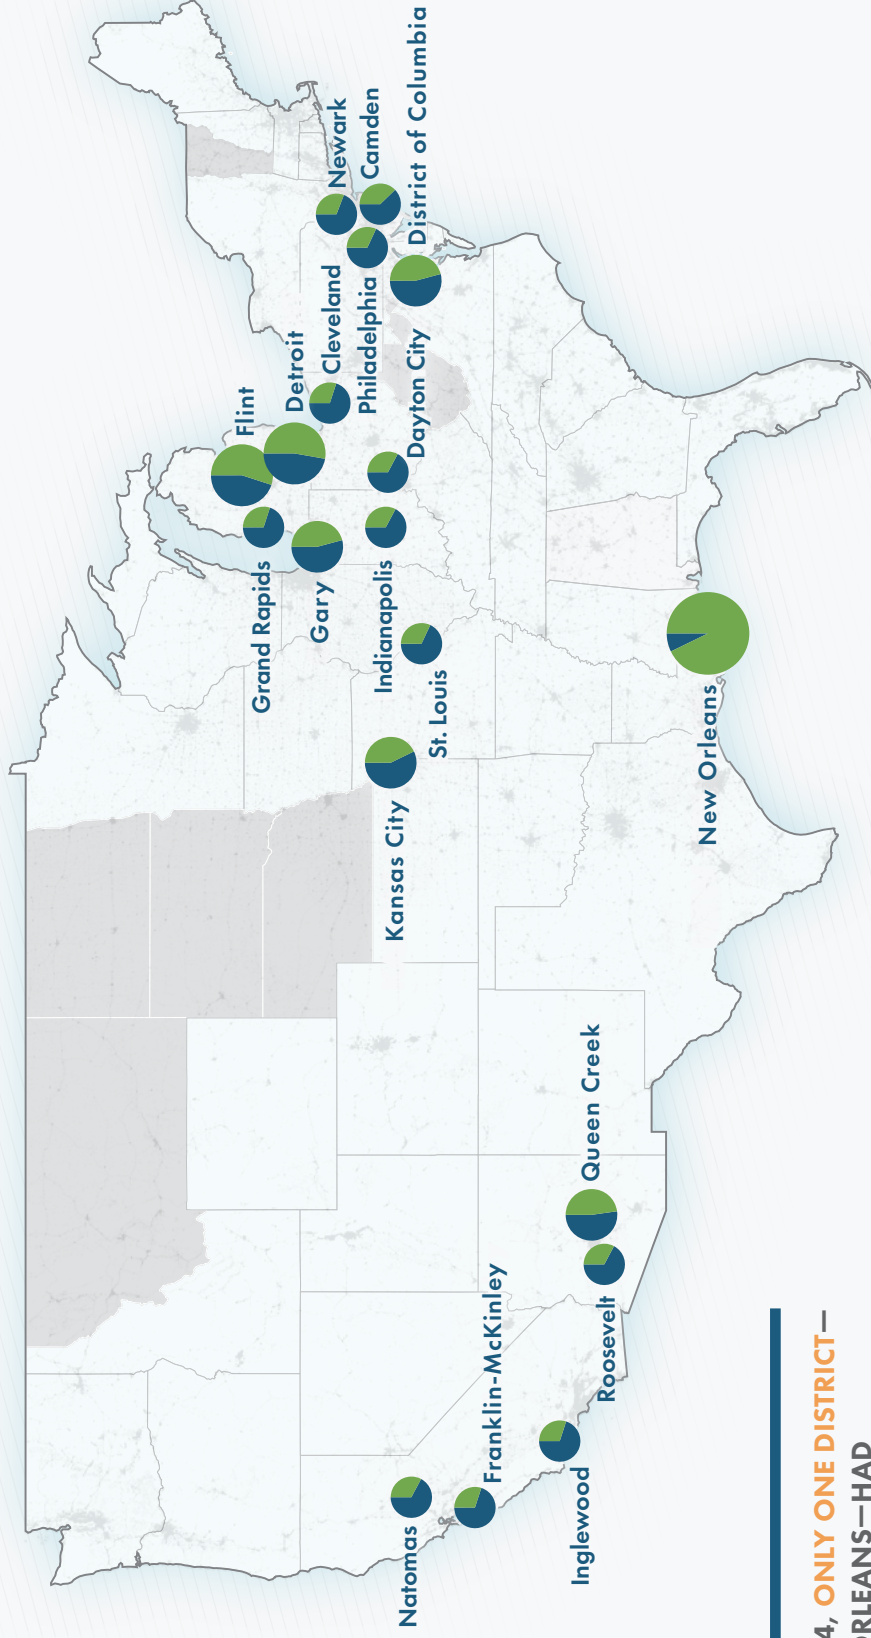 Newark
Camden
District of Columbia
Cleveland
Philadelphia
Detroit
Flint
Dayton City
Grand Rapids
Gary
Indianapolis
St. Louis
Kansas City
New Orleans
Queen Creek
Roosevelt
Franklin-McKinley
Inglewood
Natomas
4, ONLY ONE DISTRICT—
RLEANS—HAD